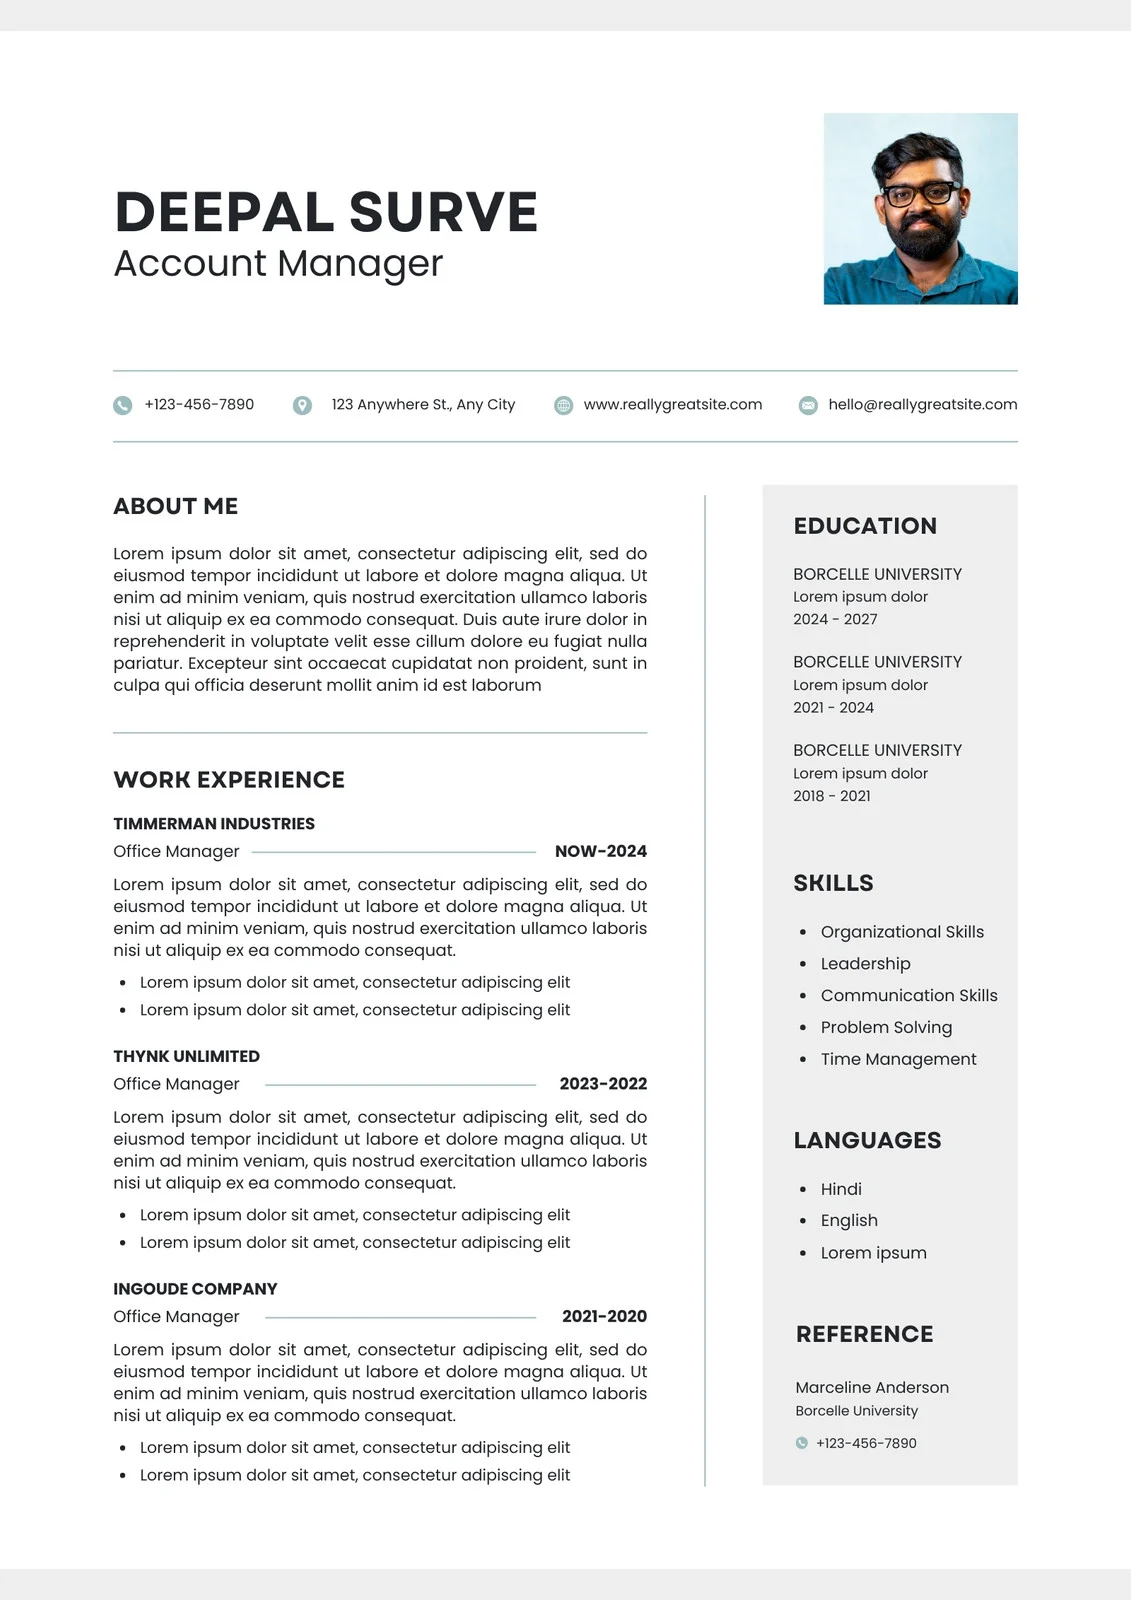 DEEPAL SURVE
Account Manager
+123-456-7890
123 Anywhere St., Any City
www.reallygreatsite.com
hello@reallygreatsite.com
ABOUT ME
Lorem ipsum dolor sit amet, consectetur adipiscing elit, sed do
eiusmod tempor incididunt ut labore et dolore magna aliqua. Ut
enim ad minim veniam, quis nostrud exercitation ullamco laboris
nisi ut aliquip ex ea commodo consequat. Duis aute irure dolor in
reprehenderit in voluptate velit esse cillum dolore eu fugiat nulla
pariatur. Excepteur sint occaecat cupidatat non proident, sunt in
culpa qui officia deserunt mollit anim id est laborum
WORK EXPERIENCE
TIMMERMAN INDUSTRIES
Office Manager NOW-2024
Lorem ipsum dolor sit amet, consectetur adipiscing elit, sed do
eiusmod tempor incididunt ut labore et dolore magna aliqua. Ut
enim ad minim veniam, quis nostrud exercitation ullamco laboris
nisi ut aliquip ex ea commodo consequat.
• Lorem ipsum dolor sit amet, consectetur adipiscing elit
• Lorem ipsum dolor sit amet, consectetur adipiscing elit
THYNK UNLIMITED
Office Manager 2023-2022
Lorem ipsum dolor sit amet, consectetur adipiscing elit, sed do
eiusmod tempor incididunt ut labore et dolore magna aliqua. Ut
enim ad minim veniam, quis nostrud exercitation ullamco laboris
nisi ut aliquip ex ea commodo consequat.
• Lorem ipsum dolor sit amet, consectetur adipiscing elit
• Lorem ipsum dolor sit amet, consectetur adipiscing elit
INGOUDE COMPANY
Office Manager 2021-2020
Lorem ipsum dolor sit amet, consectetur adipiscing elit, sed do
eiusmod tempor incididunt ut labore et dolore magna aliqua. Ut
enim ad minim veniam, quis nostrud exercitation ullamco laboris
nisi ut aliquip ex ea commodo consequat.
• Lorem ipsum dolor sit amet, consectetur adipiscing elit
• Lorem ipsum dolor sit amet, consectetur adipiscing elit
EDUCATION
BORCELLE UNIVERSITY
Lorem ipsum dolor
2024 - 2027
BORCELLE UNIVERSITY
Lorem ipsum dolor
2021 - 2024
BORCELLE UNIVERSITY
Lorem ipsum dolor
2018 - 2021
SKILLS
• Organizational Skills
• Leadership
• Communication Skills
• Problem Solving
• Time Management
LANGUAGES
• Hindi
• English
• Lorem ipsum
REFERENCE
Marceline Anderson
Borcelle University
+123-456-7890